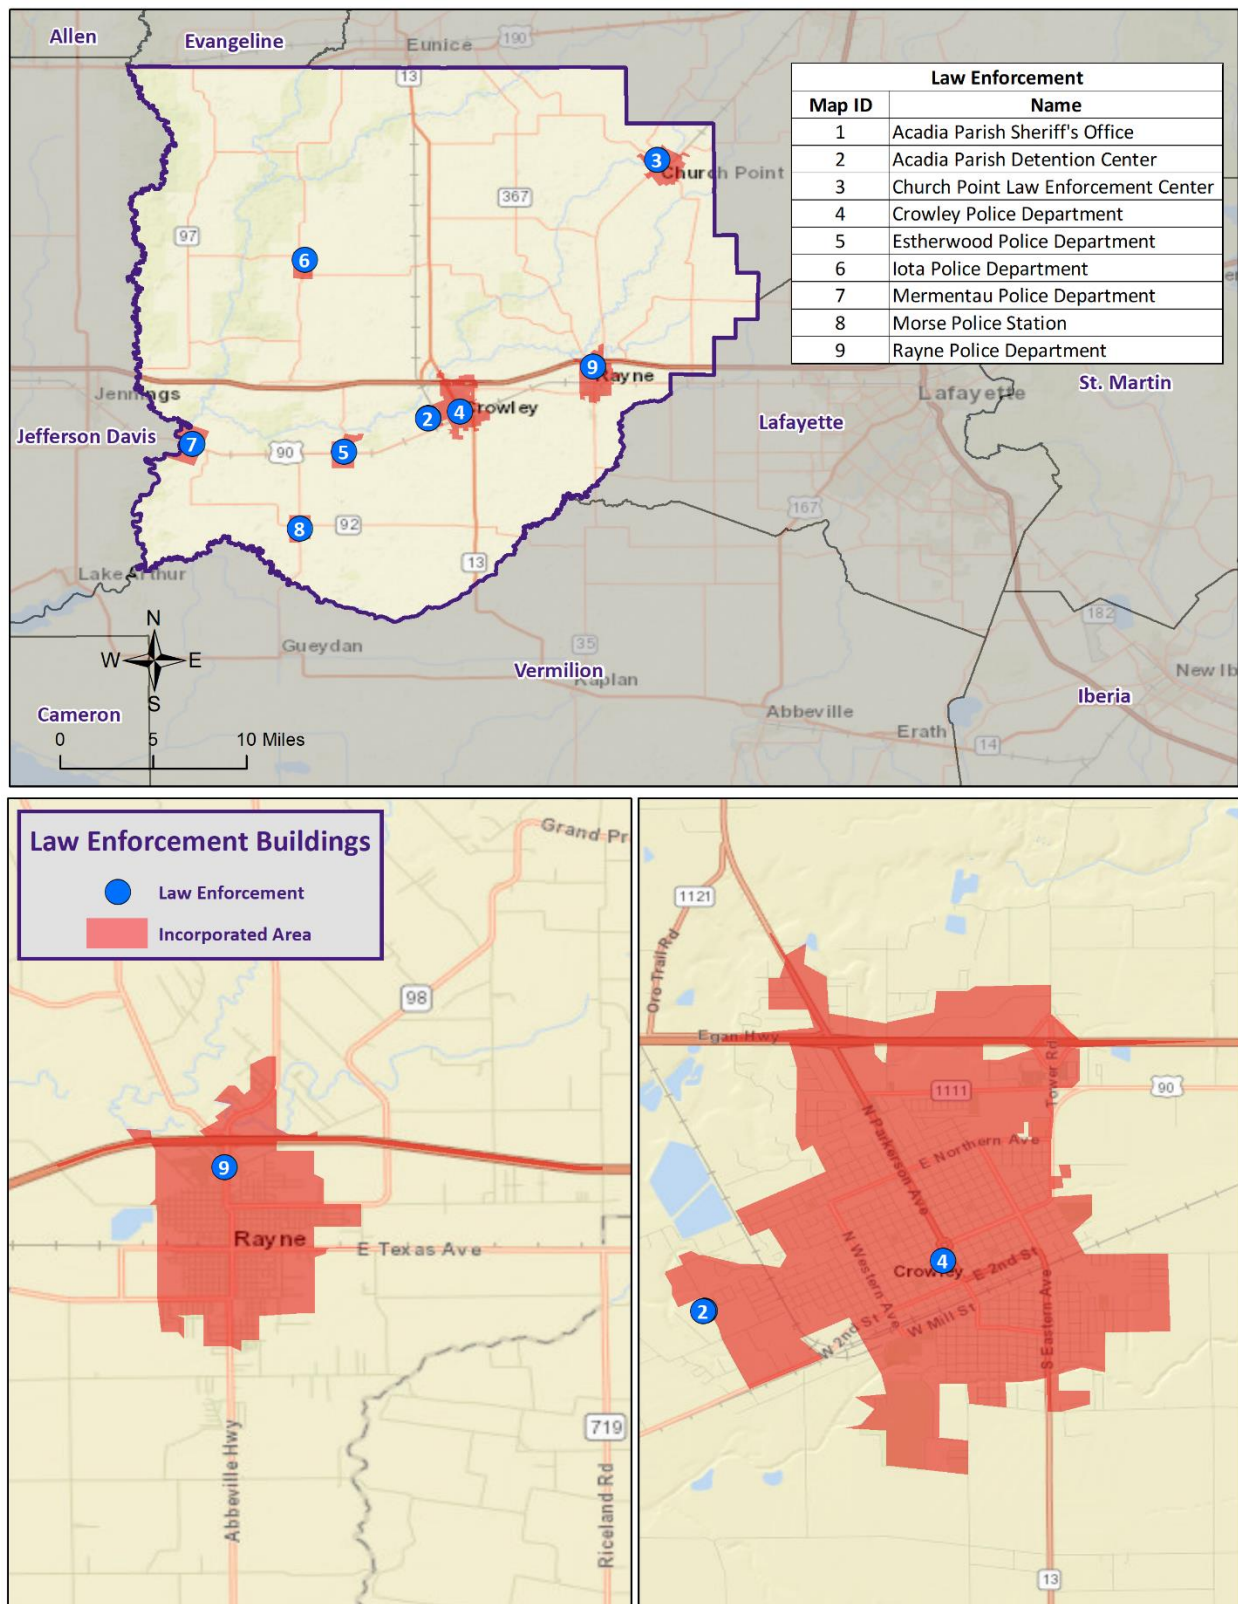 Allen
Evangeline
Eunice
190
13
Law Enforcement
Map ID Name
1 Acadia Parish Sheriff's Office
2 Acadia Parish Detention Center
3 Church Point Law Enforcement Center
4 Crowley Police Department
5 Estherwood Police Department
6 Iota Police Department
7 Mermentau Police Department
8 Morse Police Station
9 Rayne Police Department
3
Church Point
367
97
6
9
Rayne
Jennings
St. Martin
Lafayette
2
4
Crowley
Lafayette
Jefferson Davis
7
90
5
8
92
167
13
Lake Arthur
182
N
W E
S
Gueydan
35
Vermilion
Kaplan
New Ib
Iberia
Cameron
Abbeville
Erath
14
0 5 10 Miles
Law Enforcement Buildings
Law Enforcement
Incorporated Area
Grand Pr
98
9
Rayne
E Texas Ave
Abbeville Hwy
719
Riceland Rd
1121
Oro Trail Rd
Egan Hwy
Tower Rd
1111
90
N Parkerson Ave
E Northern Ave
N Western Ave
4
Crowley
E 2nd St
2
W 2nd St
W Mill St
S Eastern Ave
13